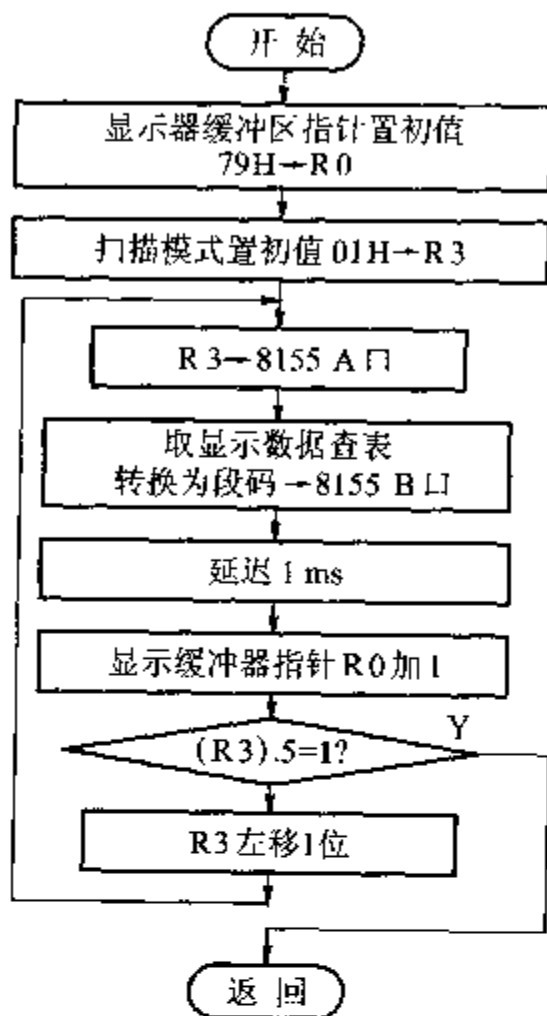 开 始
显示器缓冲区指针置初值
79H→R0
扫描模式置初值 01H→R3
R3→8155 A口
取显示数据查表
转换为段码→8155 B口
延迟1ms
显示缓冲器指针R0加1
(R3).5=1?
Y
R3左移1位
返 回